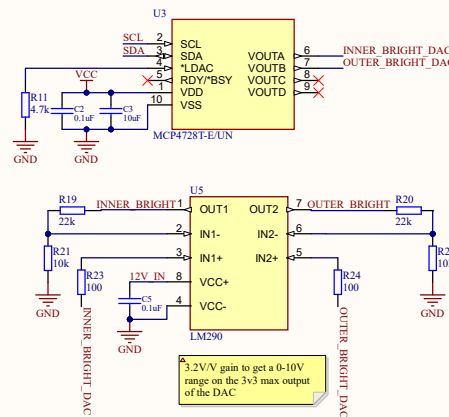 U3
SCL 2 SCL
SDA 3 SDA
4 *LDAC
5 RDY/*BSY
1 VDD
10 VSS
VOUTA 6 INNER_BRIGHT_DAC
VOUTB 7 OUTER_BRIGHT_DAC
VOUTC 8
VOUTD 9
MCP4728T-E/UN
VCC
R11
4.7k
C2
0.1uF
C3
10uF
GND
GND
U5
R19
22k
INNER_BRIGHT 1 OUT1
2 IN1-
3 IN1+
8 VCC+
4 VCC-
OUT2 7 OUTER_BRIGHT
IN2- 6
IN2+ 5
R20
22k
R21
10k
GND
R23
100
INNER_BRIGHT_DAC
12V_IN
C5
0.1uF
GND
LM290
R24
100
OUTER_BRIGHT_DAC
GND
3.2V/V gain to get a 0-10V
range on the 3v3 max output
of the DAC